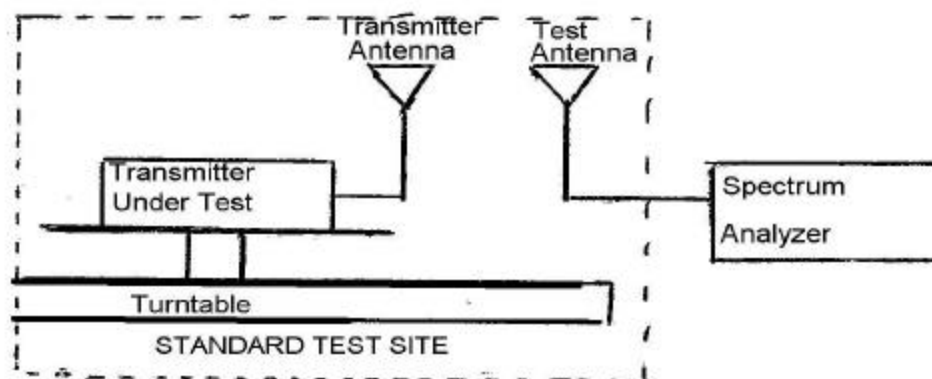 Transmitter
Antenna
Test
Antenna
Transmitter
Under Test
Spectrum
Analyzer
Turntable
STANDARD TEST SITE